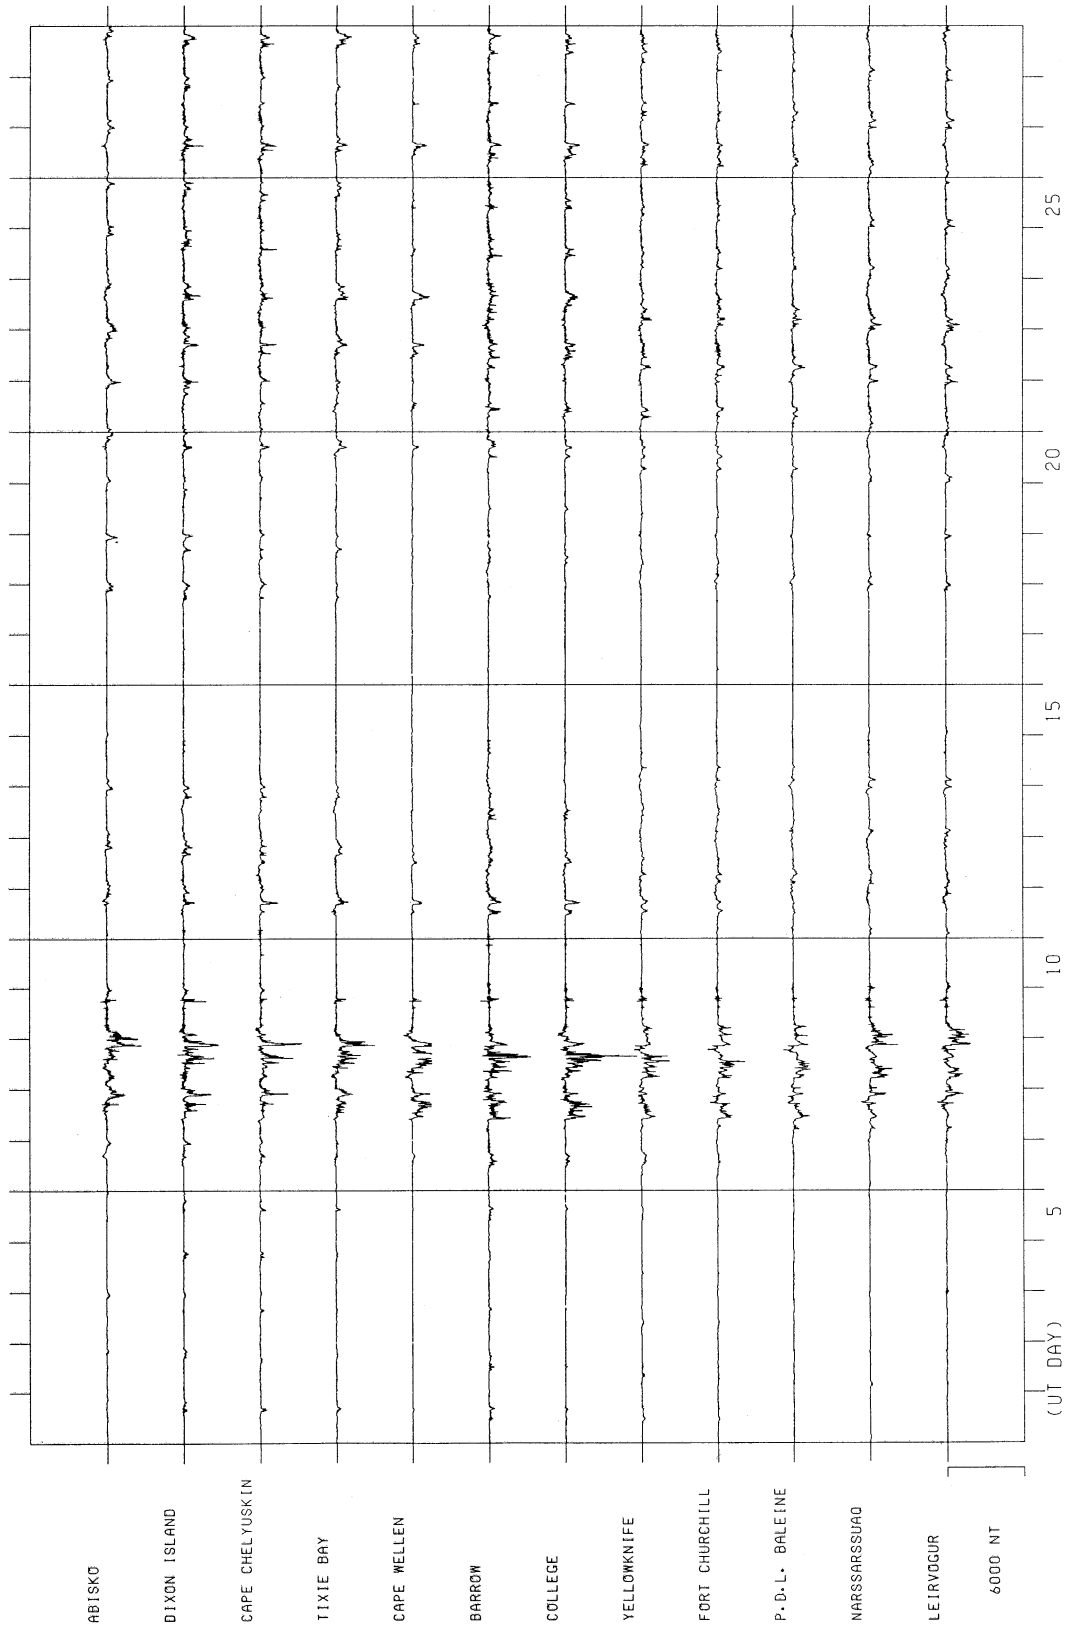 ABISKO
DIXON ISLAND
CAPE CHELYUSKIN
TIXIE BAY
CAPE WELLEN
BARROW
COLLEGE
YELLOWKNIFE
FORT CHURCHILL
P.D.L. BALEINE
NARSSARSSUAQ
LEIRVOGUR
6000 NT
(UT DAY) 5 10 15 20 25